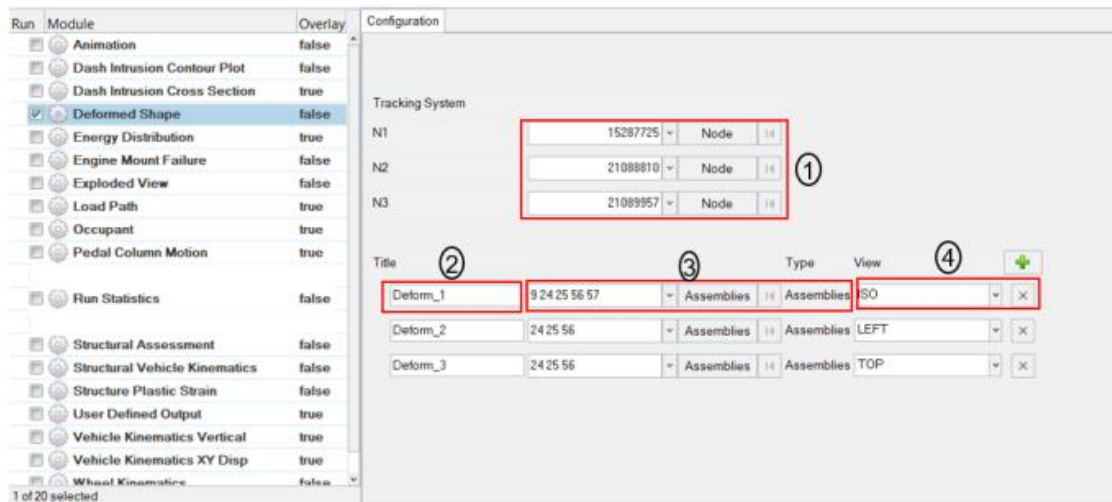 Run Module Overlay
Animation false
Dash Intrusion Contour Plot false
Dash Intrusion Cross Section true
Deformed Shape false
Energy Distribution true
Engine Mount Failure false
Exploded View false
Load Path true
Occupant true
Pedal Column Motion true
Run Statistics false
Structural Assessment false
Structural Vehicle Kinematics false
Structure Plastic Strain false
User Defined Output true
Vehicle Kinematics Vertical true
Vehicle Kinematics XY Disp true
Wheel Kinematics false
1 of 20 selected
Configuration
Tracking System
N1 15287725 Node
N2 21088810 Node
N3 21089957 Node
1
Title 2 3 Type View 4
Deform_1 9 24 25 56 57 Assemblies Assemblies ISO
Deform_2 24 25 56 Assemblies Assemblies LEFT
Deform_3 24 25 56 Assemblies Assemblies TOP